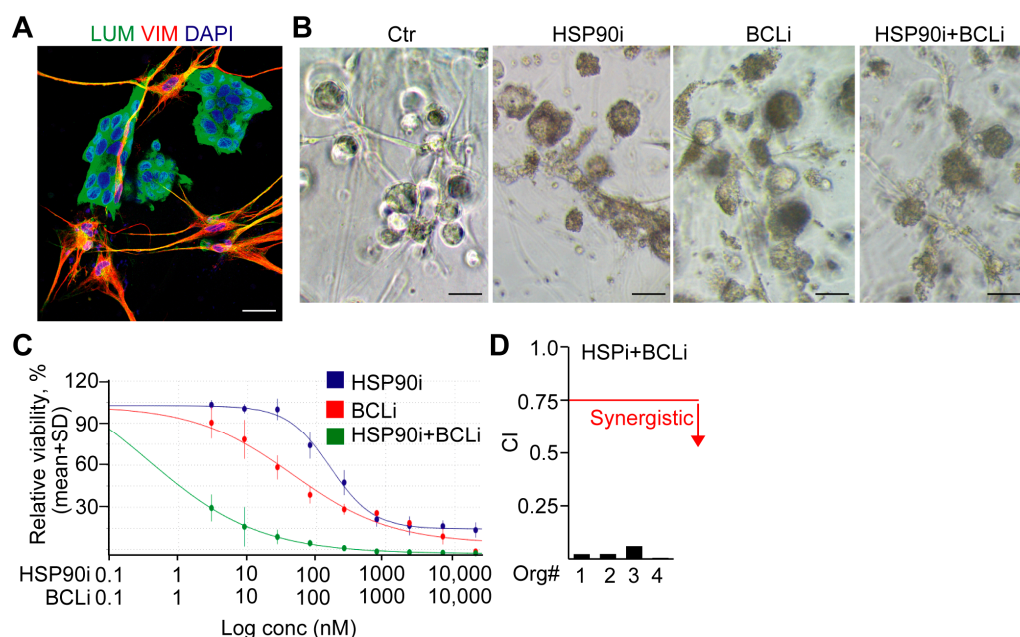 A
LUM VIM DAPI
B
Ctr
HSP90i
BCLi
HSP90i+BCLi
C
Relative viability, %
(mean+SD)
120
90
60
30
HSP90i
BCLi
HSP90i+BCLi
HSP90i 0.1 1 10 100 1000 10,000
BCLi 0.1 1 10 100 1000 10,000
Log conc (nM)
D
HSPi+BCLi
CI
1.0
0.75
0.5
0.25
Synergistic
Org# 1 2 3 4